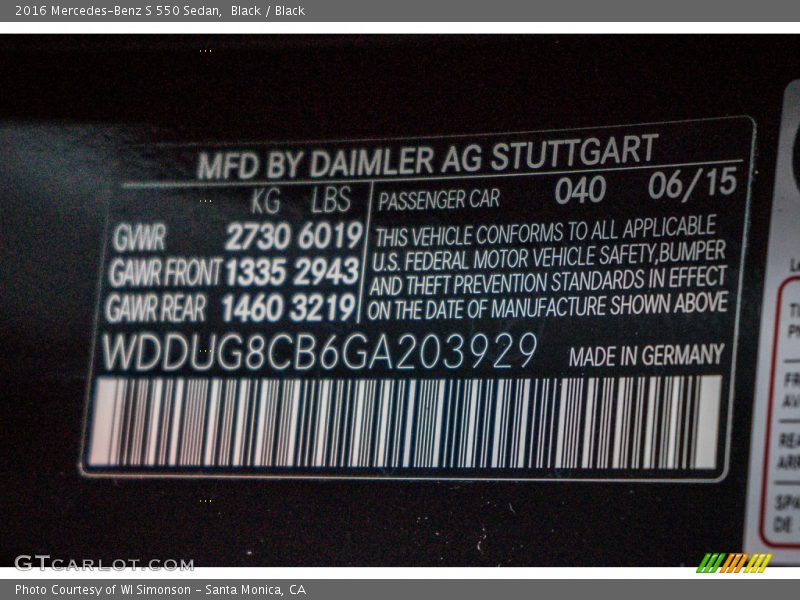 2016 Mercedes-Benz S 550 Sedan, Black / Black
MFD BY DAIMLER AG STUTTGART
KG LBS PASSENGER CAR 040 06/15
GVWR 2730 6019
GAWR FRONT 1335 2943
GAWR REAR 1460 3219
THIS VEHICLE CONFORMS TO ALL APPLICABLE
U.S. FEDERAL MOTOR VEHICLE SAFETY, BUMPER
AND THEFT PREVENTION STANDARDS IN EFFECT
ON THE DATE OF MANUFACTURE SHOWN ABOVE
WDDUG8CB6GA203929 MADE IN GERMANY
GTCARLOT.COM
Photo Courtesy of WI Simonson - Santa Monica, CA